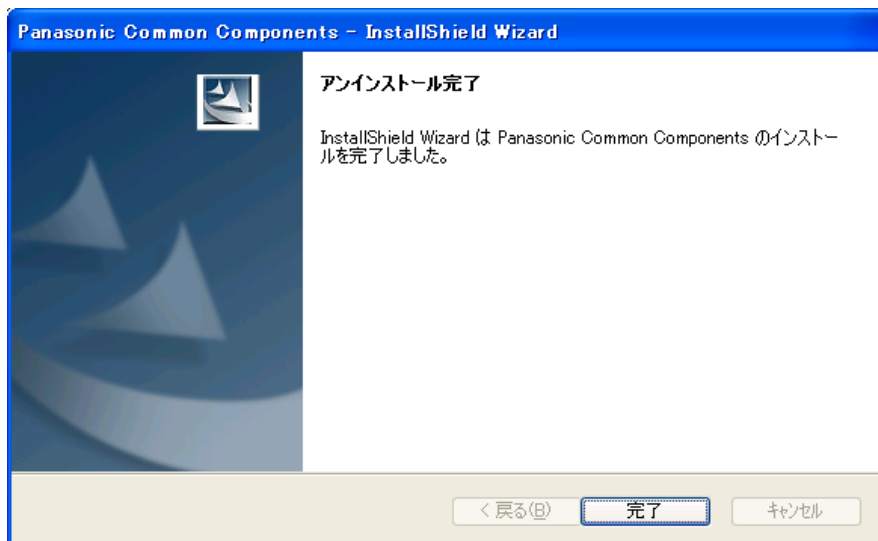 Panasonic Common Components - InstallShield Wizard
アンインストール完了
InstallShield Wizard は Panasonic Common Components のインストー
ルを完了しました。
< 戻る(B)
完了
キャンセル